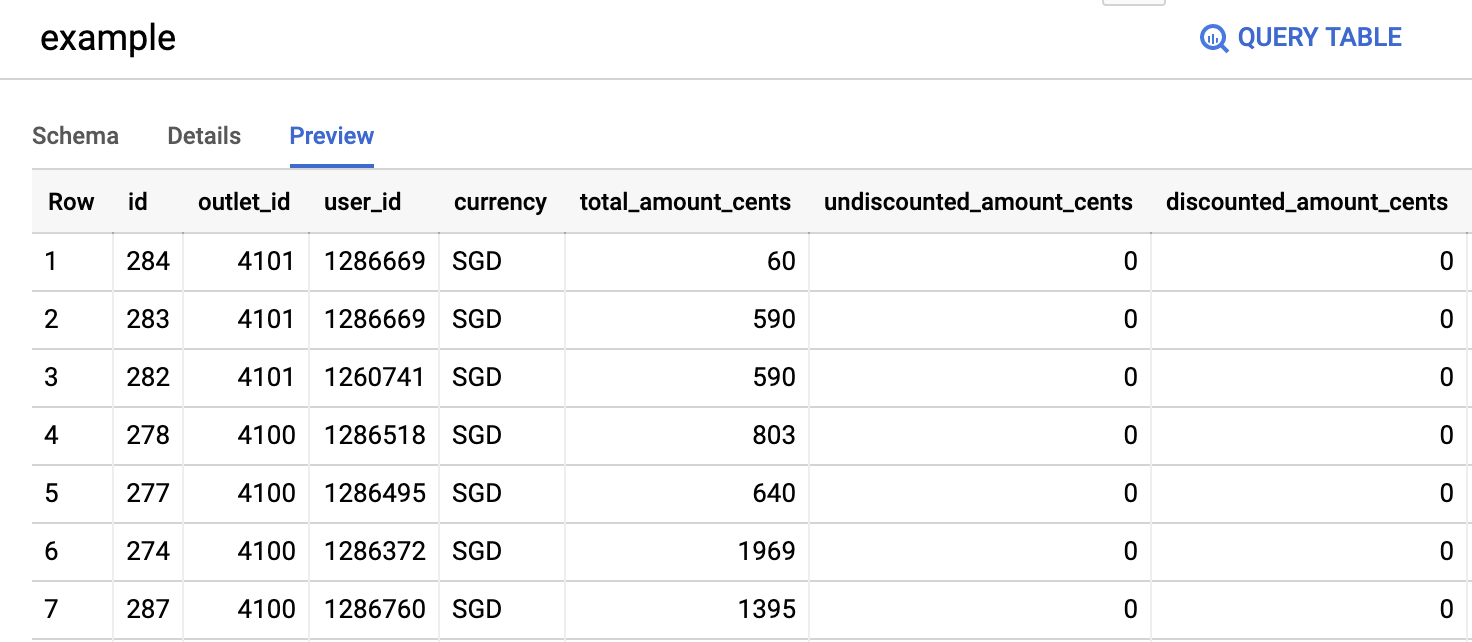 example
QUERY TABLE
Schema Details Preview
Row id outlet_id user_id currency total_amount_cents undiscounted_amount_cents discounted_amount_cents
1 284 4101 1286669 SGD 60 0 0
2 283 4101 1286669 SGD 590 0 0
3 282 4101 1260741 SGD 590 0 0
4 278 4100 1286518 SGD 803 0 0
5 277 4100 1286495 SGD 640 0 0
6 274 4100 1286372 SGD 1969 0 0
7 287 4100 1286760 SGD 1395 0 0